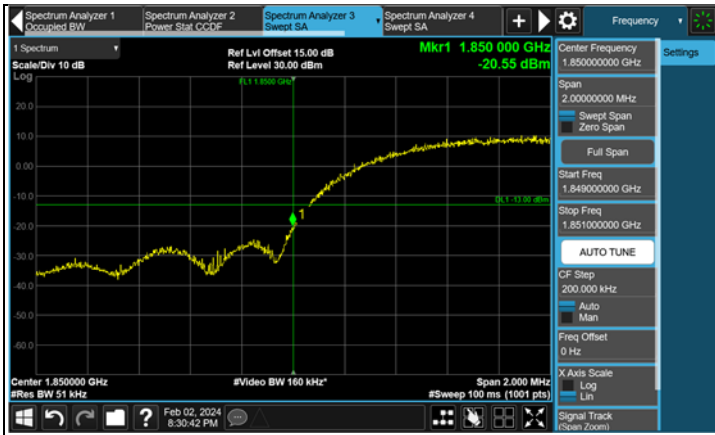 Spectrum Analyzer 1
Occupied BW
Spectrum Analyzer 2
Power Stat CCDF
Spectrum Analyzer 3
Swept SA
Spectrum Analyzer 4
Swept SA
Frequency
1 Spectrum
Scale/Div 10 dB
Log
Ref Lvl Offset 15.00 dB
Ref Level 30.00 dBm
Mkr1 1.850 000 GHz
-20.55 dBm
FL1 1.8500 GHz
20.0
10.0
0.00
-10.0
-20.0
-30.0
-40.0
-50.0
-60.0
DL1 -13.00 dBm
1
Center 1.850000 GHz
#Res BW 51 kHz
#Video BW 160 kHz*
Span 2.000 MHz
#Sweep 100 ms (1001 pts)
Center Frequency
1.850000000 GHz
Span
2.00000000 MHz
Swept Span
Zero Span
Full Span
Start Freq
1.849000000 GHz
Stop Freq
1.851000000 GHz
AUTO TUNE
CF Step
200.000 kHz
Auto
Man
Freq Offset
0 Hz
X Axis Scale
Log
Lin
Signal Track
(Span Zoom)
Settings
?
Feb 02, 2024
8:30:42 PM